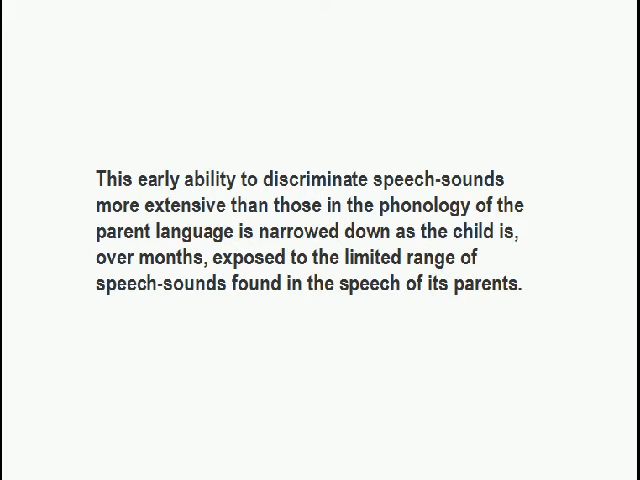 This early ability to discriminate speech-sounds
more extensive than those in the phonology of the
parent language is narrowed down as the child is,
over months, exposed to the limited range of
speech-sounds found in the speech of its parents.